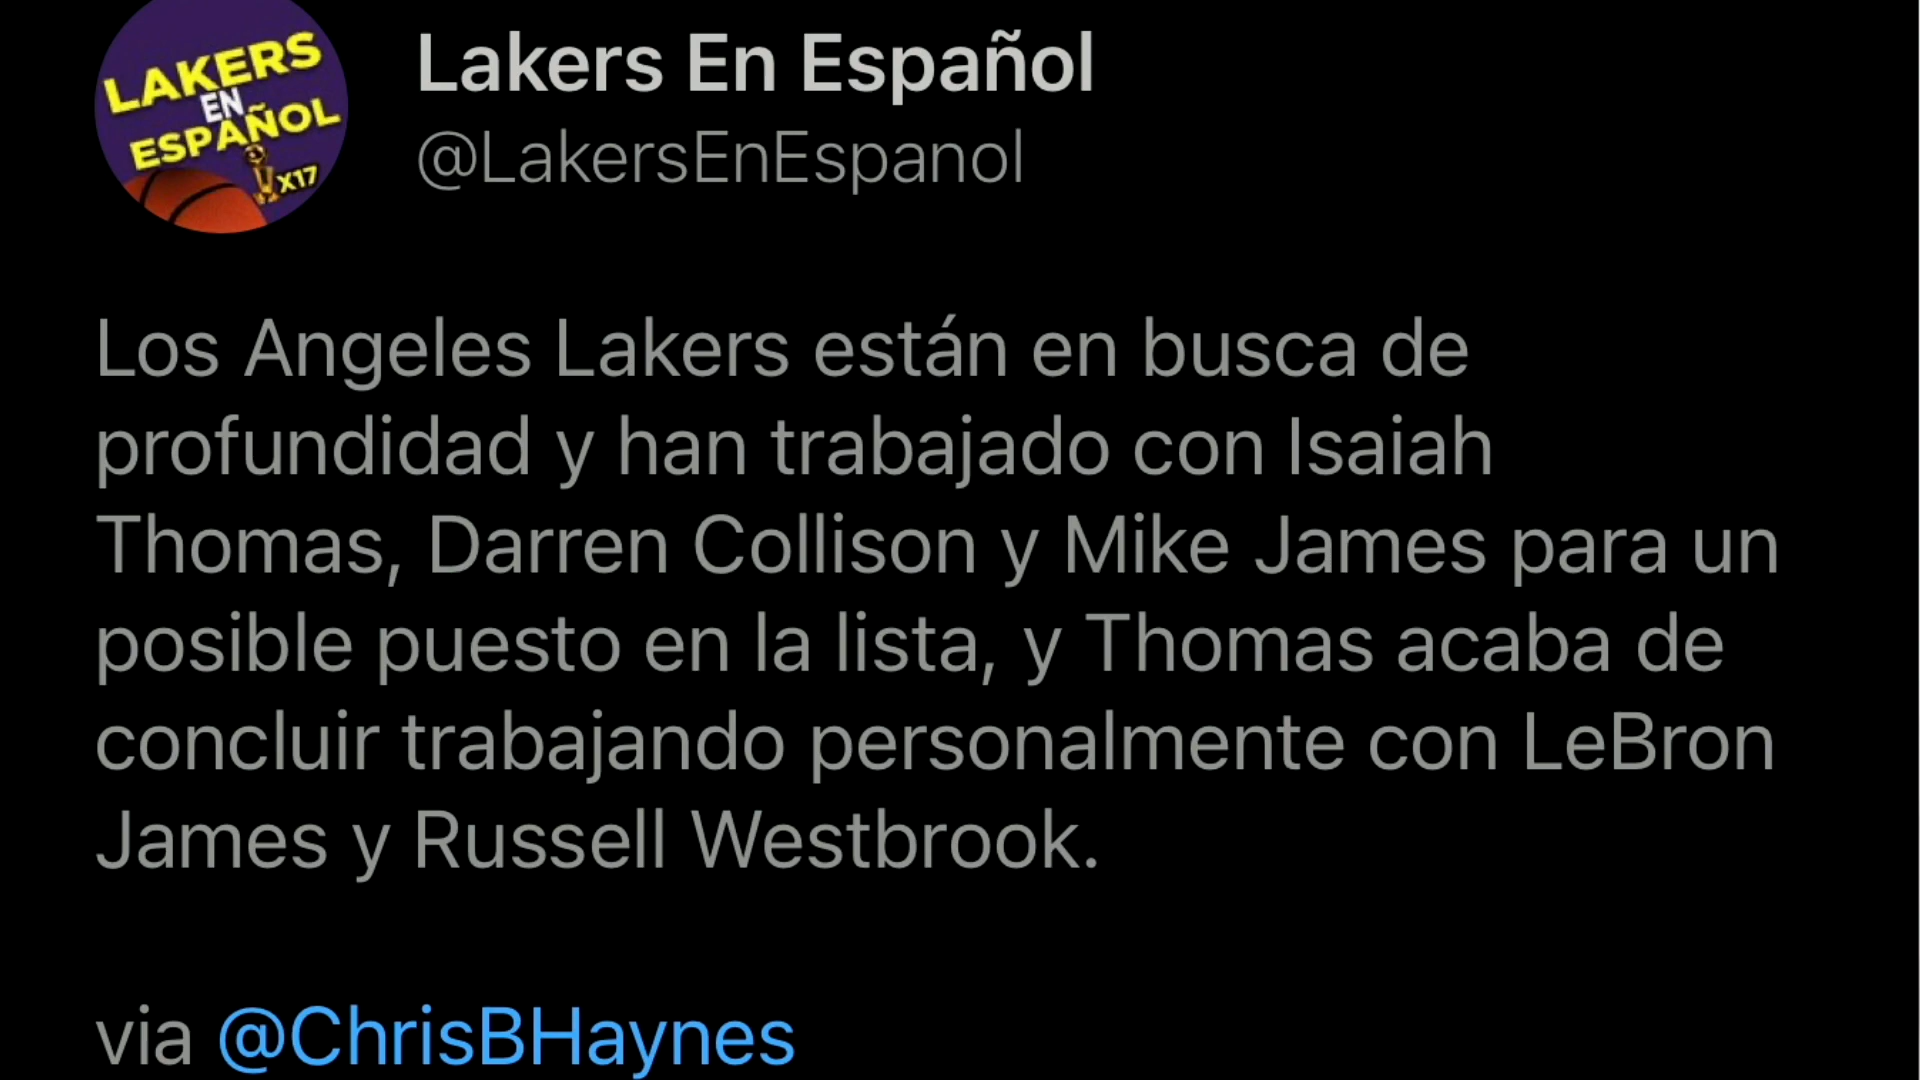 LAKERS
EN
ESPAÑOL
X17
Lakers En Español
@LakersEnEspanol
Los Angeles Lakers están en busca de
profundidad y han trabajado con Isaiah
Thomas, Darren Collison y Mike James para un
posible puesto en la lista, y Thomas acaba de
concluir trabajando personalmente con LeBron
James y Russell Westbrook.
via @ChrisBHaynes